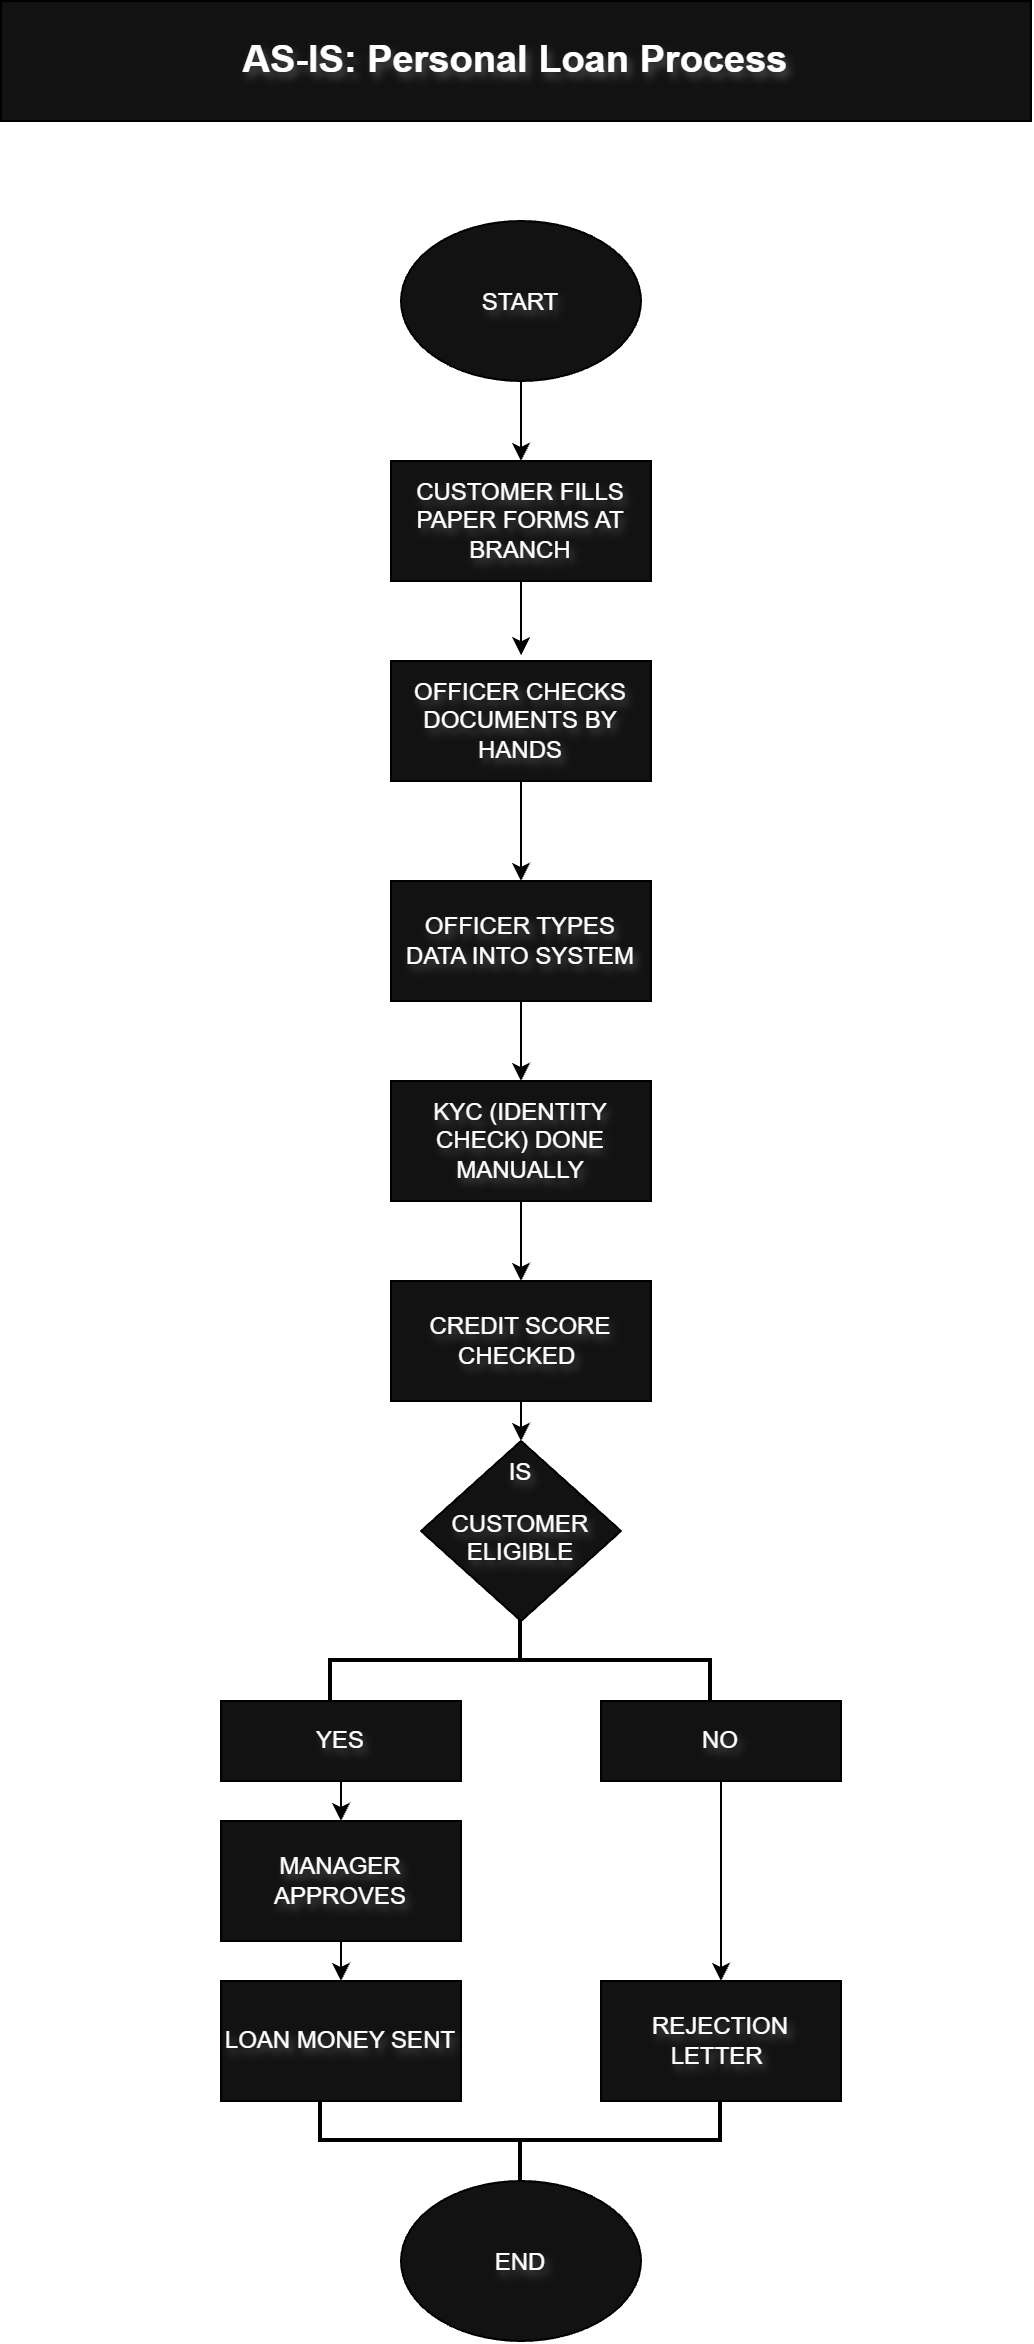 AS-IS: Personal Loan Process
START
CUSTOMER FILLS
PAPER FORMS AT
BRANCH
OFFICER CHECKS
DOCUMENTS BY
HANDS
OFFICER TYPES
DATA INTO SYSTEM
KYC (IDENTITY
CHECK) DONE
MANUALLY
CREDIT SCORE
CHECKED
IS
CUSTOMER
ELIGIBLE
YES
NO
MANAGER
APPROVES
LOAN MONEY SENT
REJECTION
LETTER
END